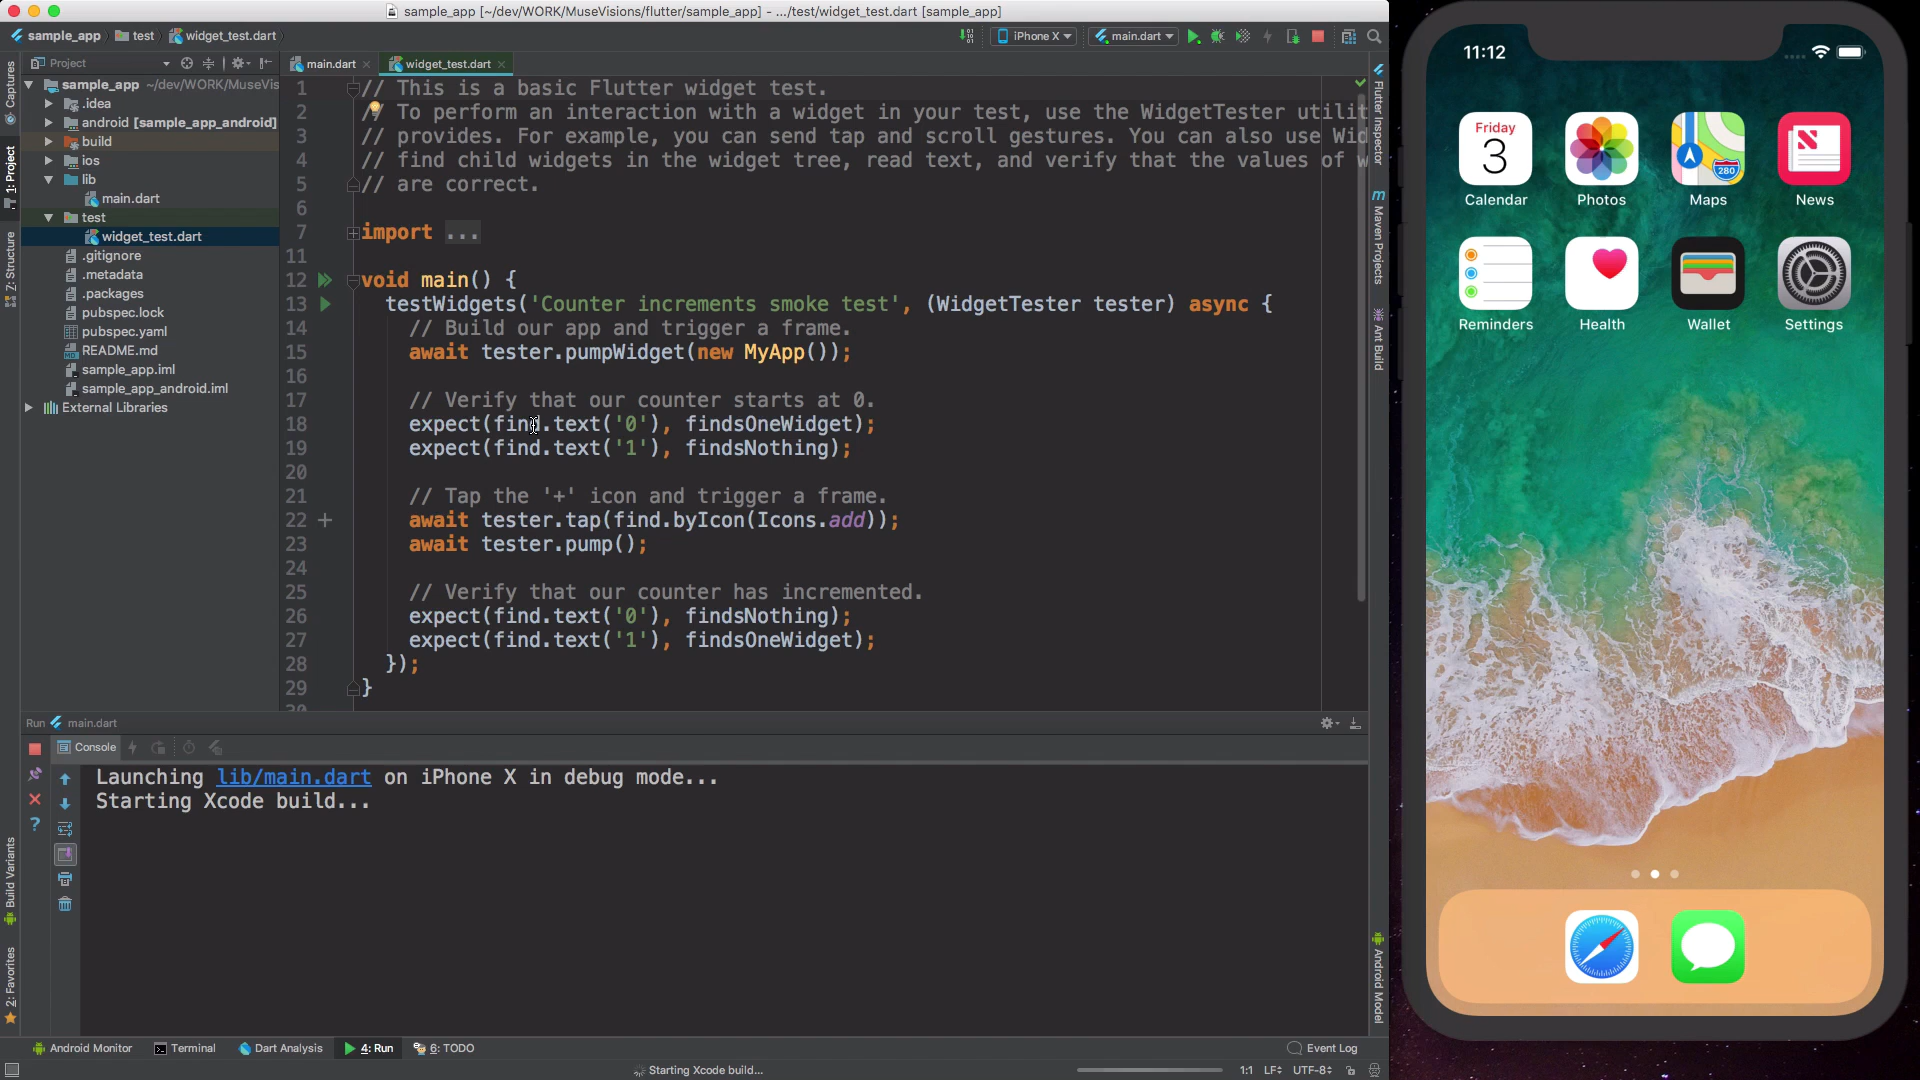 sample_app [~/dev/WORK/MuseVisions/flutter/sample_app] - .../test/widget_test.dart [sample_app]
sample_app
test
widget_test.dart
iPhone X
main.dart
Project
main.dart
widget_test.dart
Captures
1: Project
Z: Structure
Build Variants
2: Favorites
sample_app ~/dev/WORK/MuseVis
.idea
android [sample_app_android]
build
ios
lib
main.dart
test
widget_test.dart
.gitignore
.metadata
.packages
pubspec.lock
pubspec.yaml
README.md
sample_app.iml
sample_app_android.iml
External Libraries
1 // This is a basic Flutter widget test.
2 // To perform an interaction with a widget in your test, use the WidgetTester utilit
3 // provides. For example, you can send tap and scroll gestures. You can also use Wid
4 // find child widgets in the widget tree, read text, and verify that the values of w
5 // are correct.
6
7 import ...
11
12 void main() {
13 testWidgets('Counter increments smoke test', (WidgetTester tester) async {
14 // Build our app and trigger a frame.
15 await tester.pumpWidget(new MyApp());
16
17 // Verify that our counter starts at 0.
18 expect(find.text('0'), findsOneWidget);
19 expect(find.text('1'), findsNothing);
20
21 // Tap the '+' icon and trigger a frame.
22 await tester.tap(find.byIcon(Icons.add));
23 await tester.pump();
24
25 // Verify that our counter has incremented.
26 expect(find.text('0'), findsNothing);
27 expect(find.text('1'), findsOneWidget);
28 });
29 }
30
Flutter Inspector
Maven Projects
Ant Build
Android Model
Run main.dart
Console
Launching lib/main.dart on iPhone X in debug mode...
Starting Xcode build...
Android Monitor
Terminal
Dart Analysis
4: Run
6: TODO
Event Log
Starting Xcode build...
1:1
LF
UTF-8
11:12
Friday
3
280
Calendar
Photos
Maps
News
Reminders
Health
Wallet
Settings